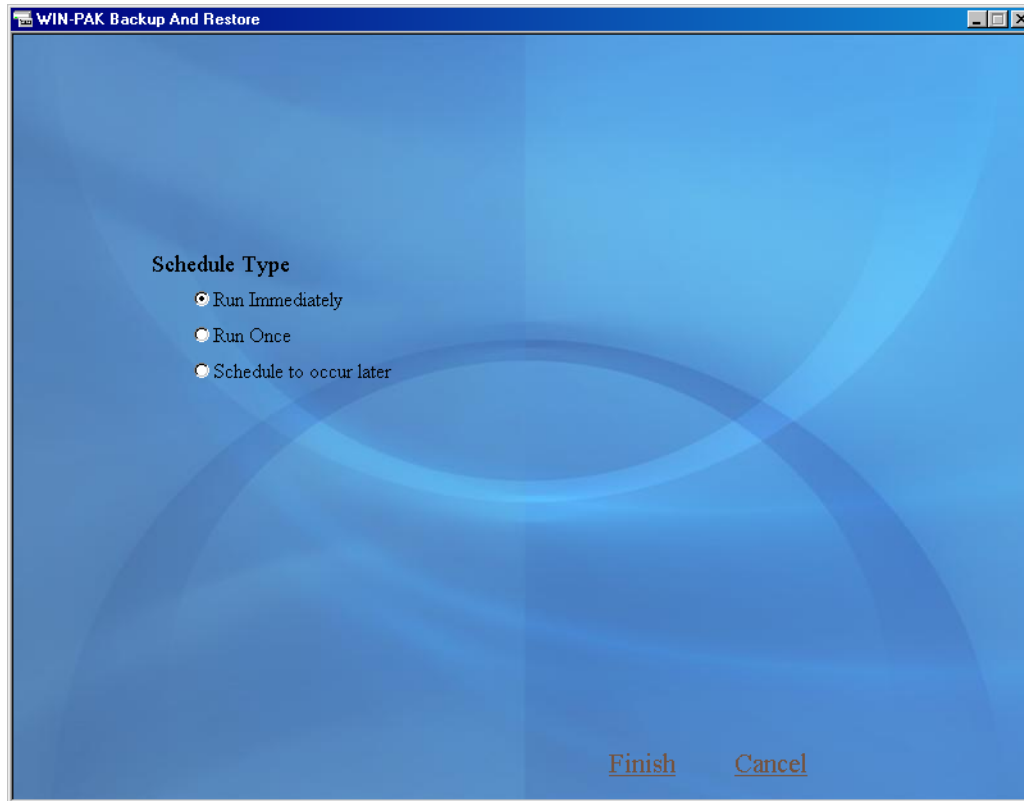 WIN-PAK Backup And Restore
Schedule Type
Run Immediately
Run Once
Schedule to occur later
Finish Cancel